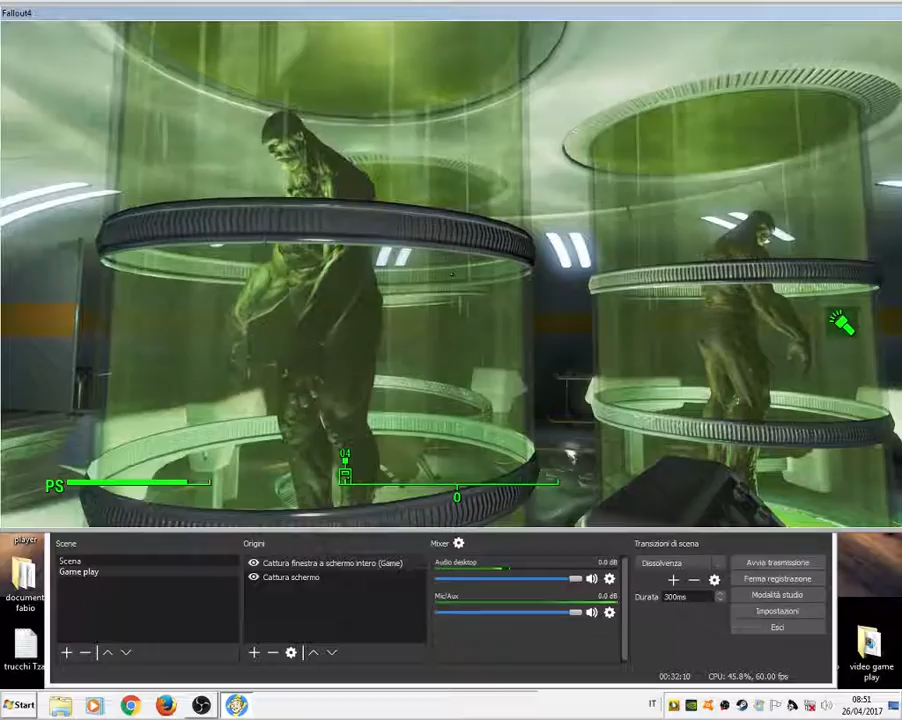 Fallout4
04
PS
0
player
document
fabio
trucchi Tza
Scene
Scena
Game play
Origini
Cattura finestra a schermo intero (Game)
Cattura schermo
Mixer
Audio desktop
0.0 dB
Mic/Aux
0.0 dB
Transizioni di scena
Dissolvenza
Durata
300ms
Avvia trasmissione
Ferma registrazione
Modalità studio
Impostazioni
Esci
00:32:10
CPU: 45.8%, 60.00 fps
video game
play
Start
IT
08:51
26/04/2017